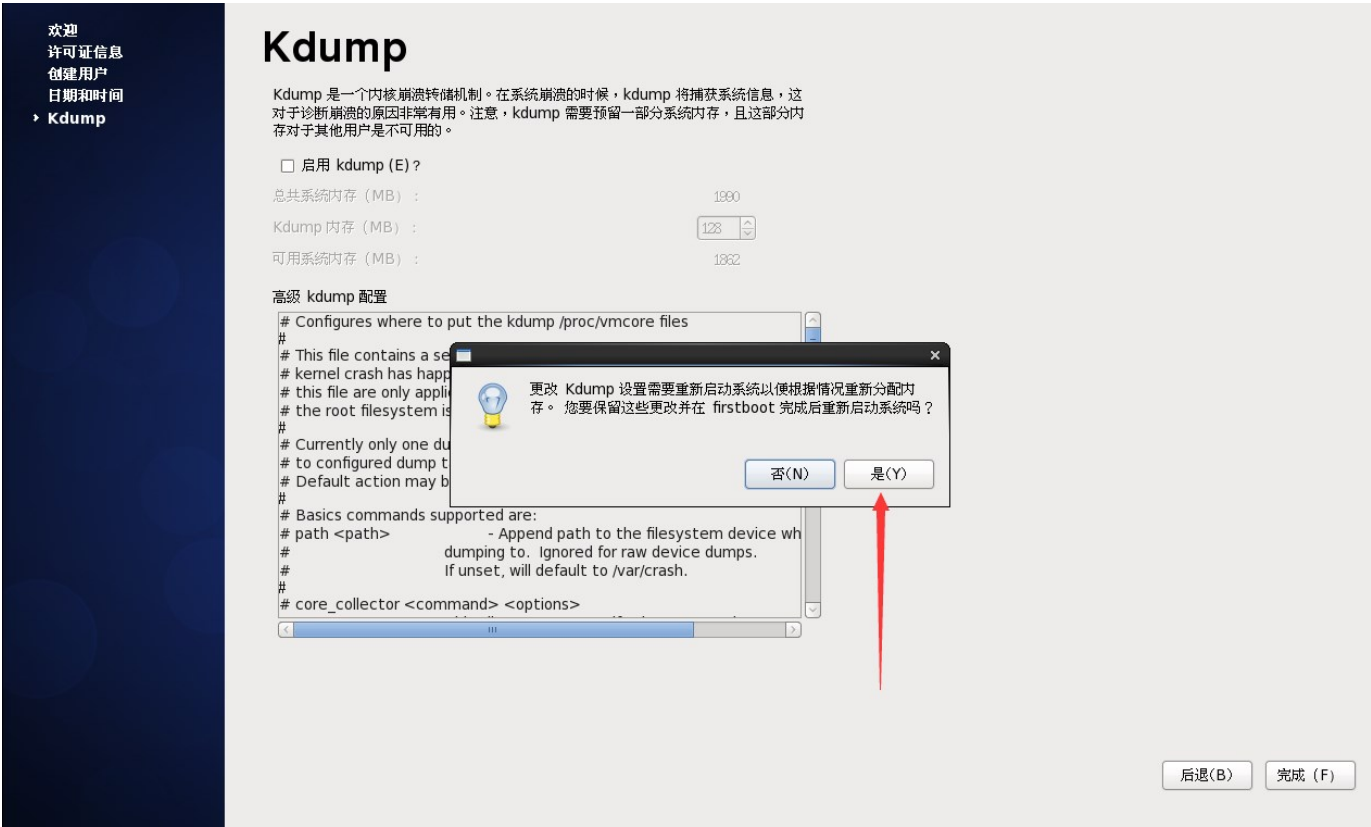 欢迎
许可证信息
创建用户
日期和时间
Kdump
Kdump
Kdump 是一个内核崩溃转储机制。在系统崩溃的时候，kdump 将捕获系统信息，这
对于诊断崩溃的原因非常有用。注意，kdump 需要预留一部分系统内存，且这部分内
存对于其他用户是不可用的。
启用 kdump (E)？
总共系统内存（MB）：
1990
Kdump 内存（MB）：
128
可用系统内存（MB）：
1862
高级 kdump 配置
# Configures where to put the kdump /proc/vmcore files
#
# This file contains a se
# kernel crash has happ
# this file are only appli
# the root filesystem is
#
# Currently only one du
# to configured dump t
# Default action may b
#
# Basics commands supported are:
# path <path> - Append path to the filesystem device wh
# dumping to. Ignored for raw device dumps.
# If unset, will default to /var/crash.
#
# core_collector <command> <options>
更改 Kdump 设置需要重新启动系统以便根据情况重新分配内
存。 您要保留这些更改并在 firstboot 完成后重新启动系统吗？
否(N)
是(Y)
后退(B)
完成（F）